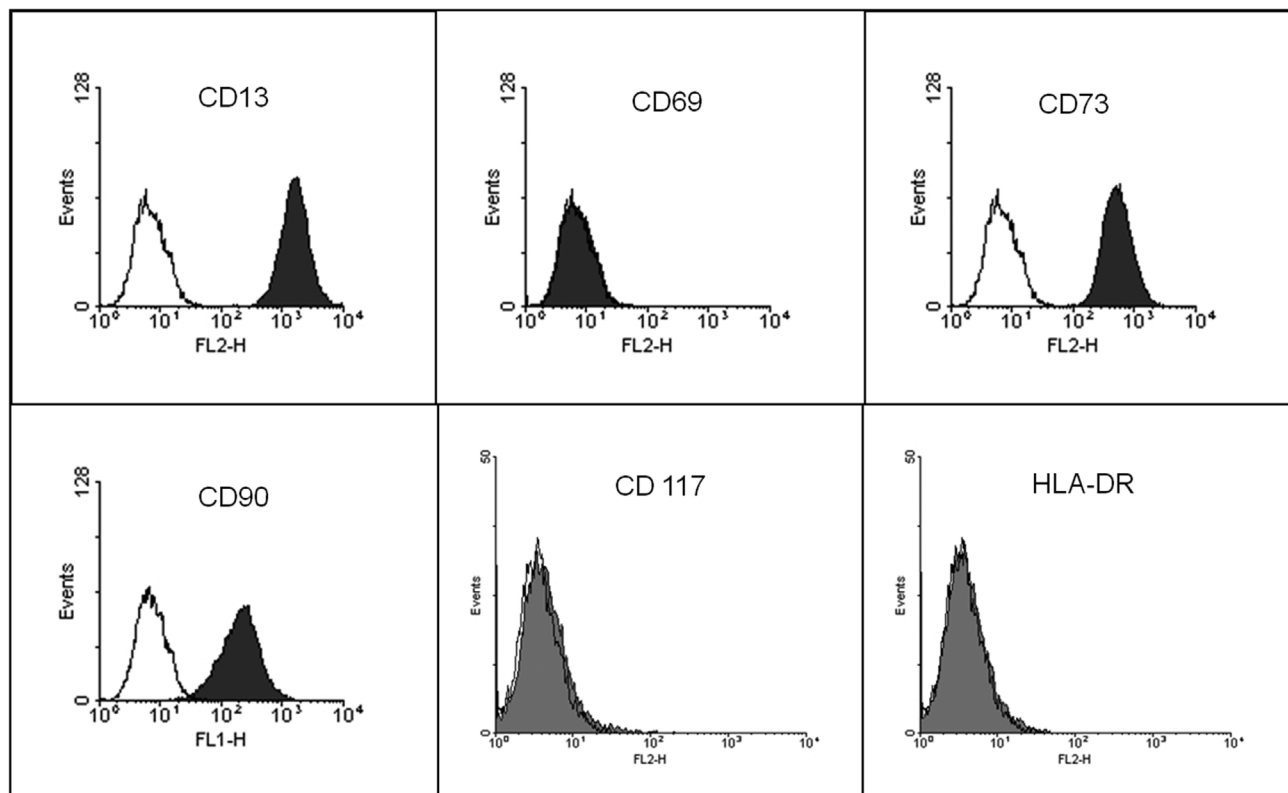 CD13
128
Events
0
10⁰ 10¹ 10² 10³ 10⁴
FL2-H
CD69
128
Events
0
10⁰ 10¹ 10² 10³ 10⁴
FL2-H
CD73
128
Events
0
10⁰ 10¹ 10² 10³ 10⁴
FL2-H
CD90
128
Events
0
10⁰ 10¹ 10² 10³ 10⁴
FL1-H
CD 117
50
Events
0
10⁰ 10¹ 10² 10³ 10⁴
FL2-H
HLA-DR
50
Events
0
10⁰ 10¹ 10² 10³ 10⁴
FL2-H